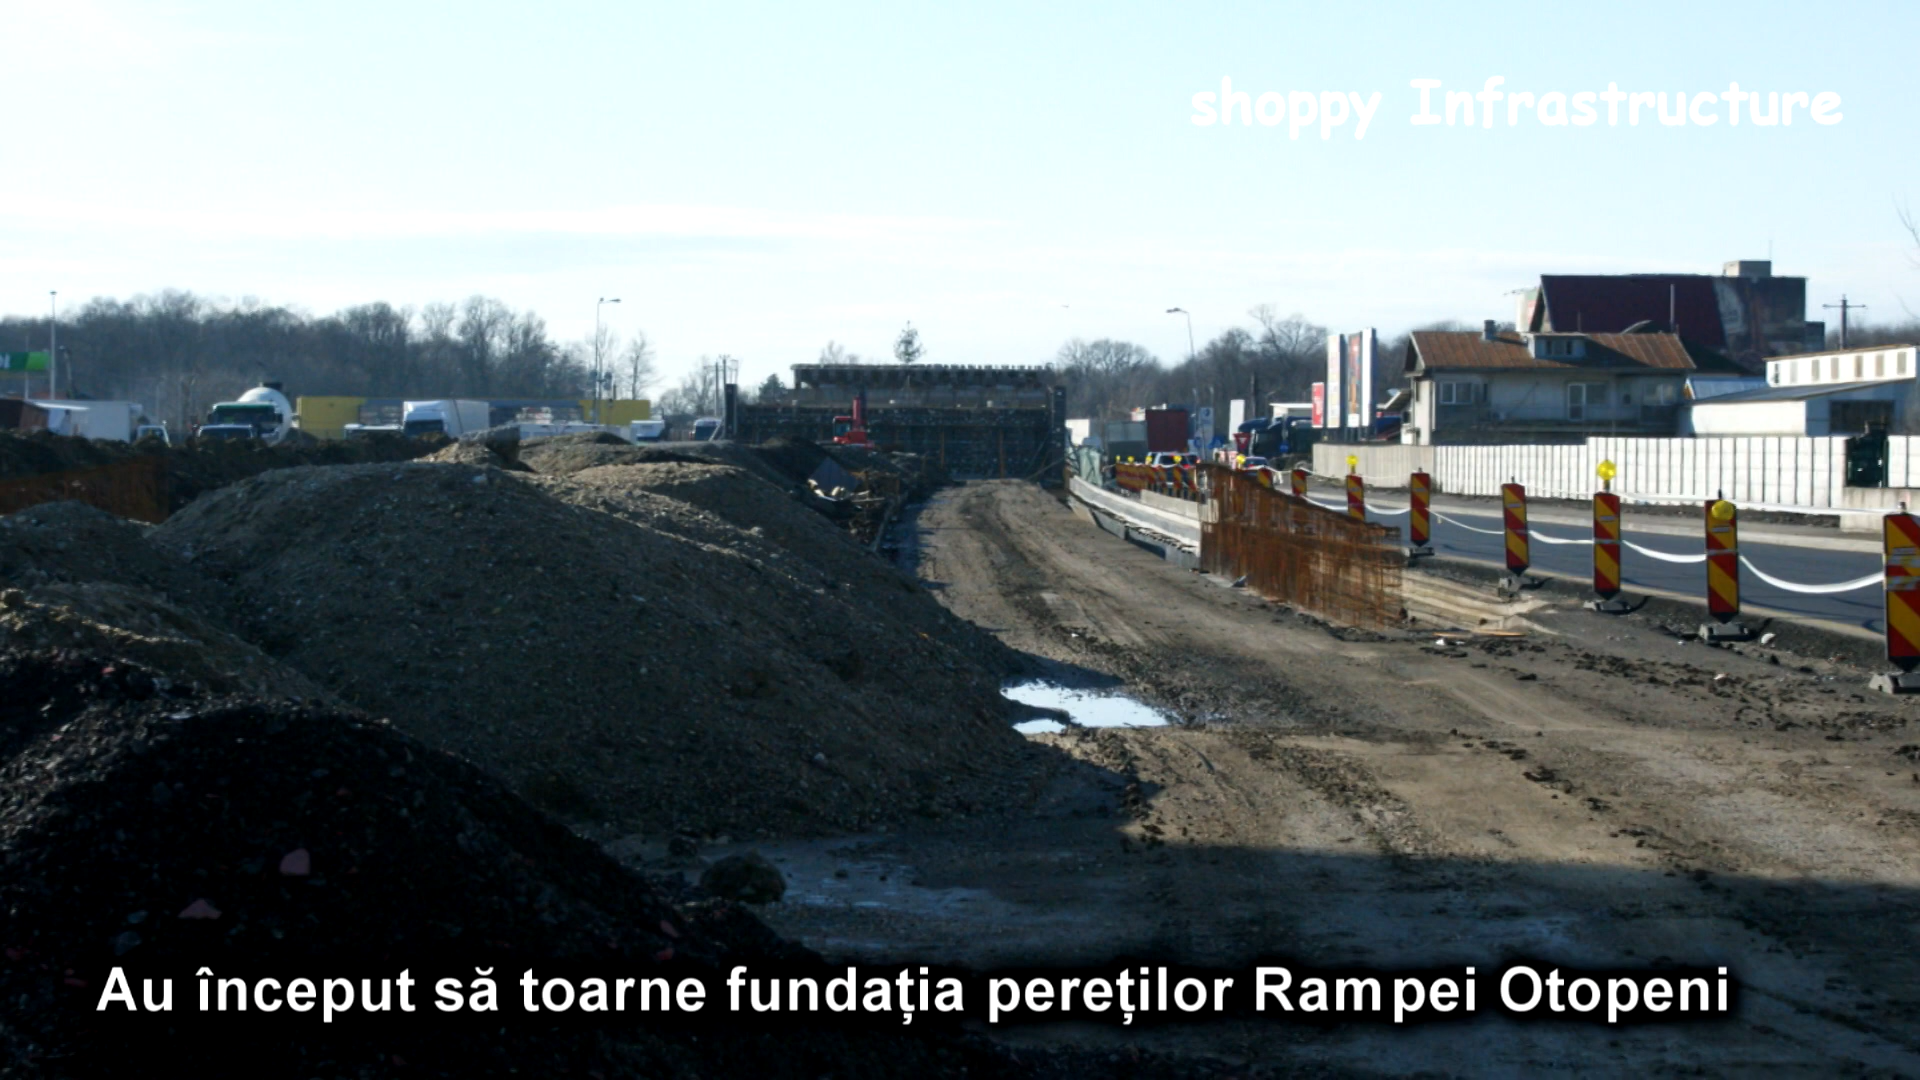 shoppy Infrastructure
Au început să toarne fundația pereților Rampei Otopeni